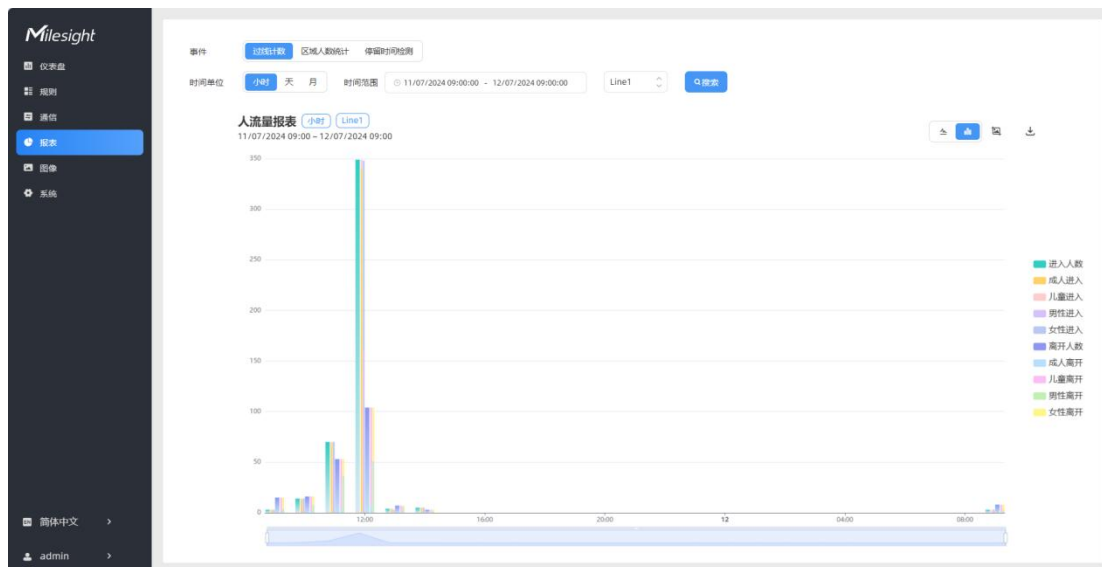 Milesight
仪表盘
规则
通信
报表
图像
系统
简体中文
admin
事件 过线计数 区域人数统计 停留时间检测
时间单位 小时 天 月 时间范围 11/07/2024 09:00:00 - 12/07/2024 09:00:00 Line1 搜索
人流量报表 小时 Line1
11/07/2024 09:00 – 12/07/2024 09:00
350
300
250
200
150
100
50
0
12:00 16:00 20:00 12 04:00 08:00
进入人数
成人进入
儿童进入
男性进入
女性进入
离开人数
成人离开
儿童离开
男性离开
女性离开